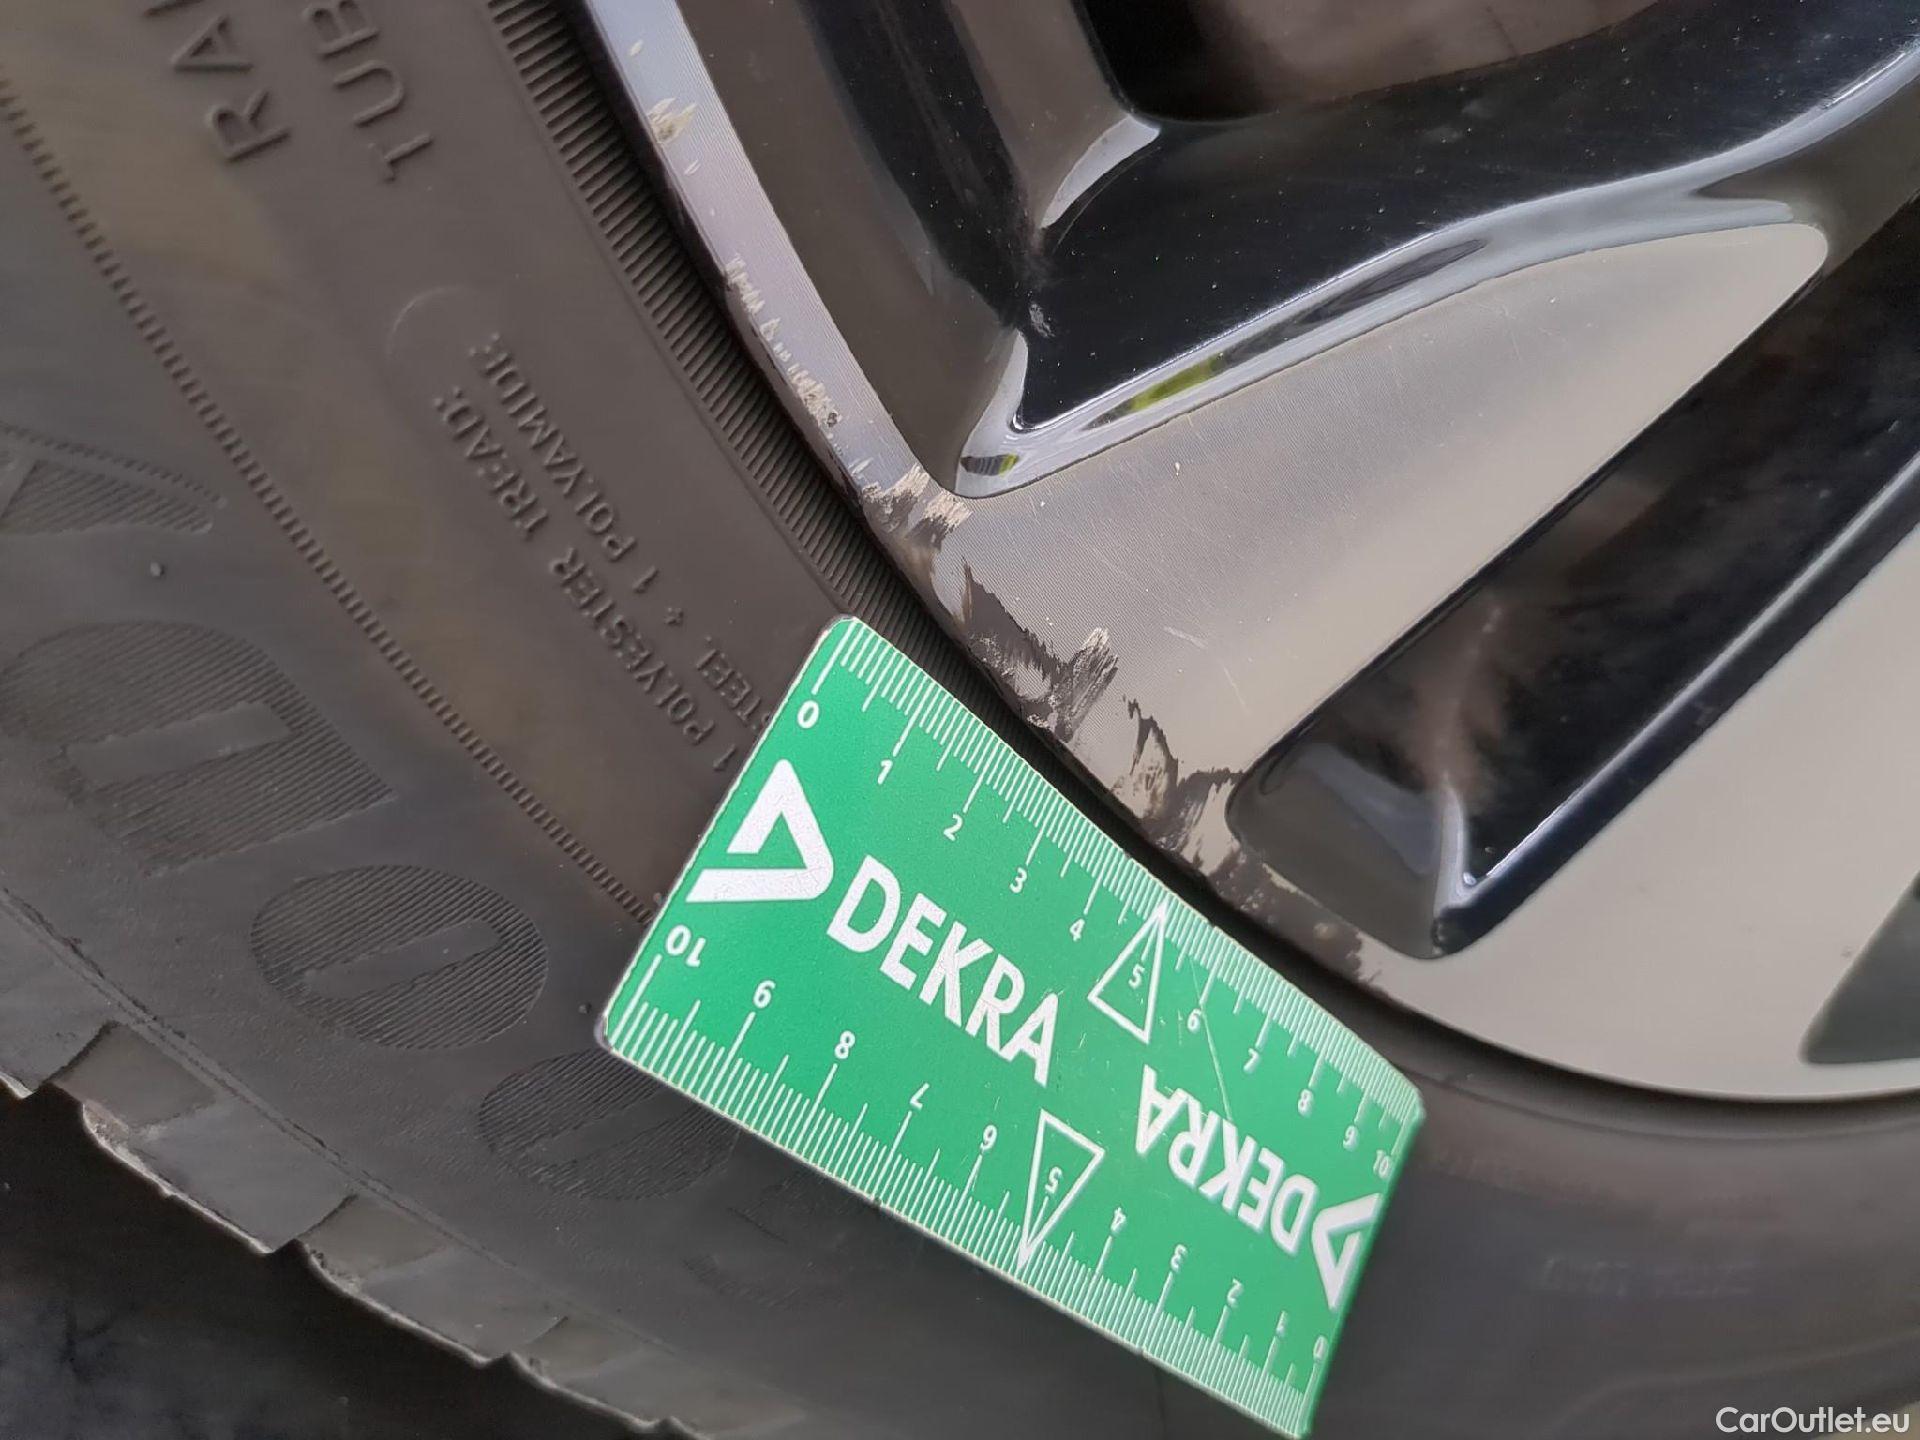 RA
TUB
TREAD:
1 POLYESTER
STEEL + 1 POLYAMIDE
0 1 2 3 4 5 6 7 8 9 10
DEKRA
DEKRA
10 9 8 7 6 5 4 3 2 1 0
CarOutlet.eu